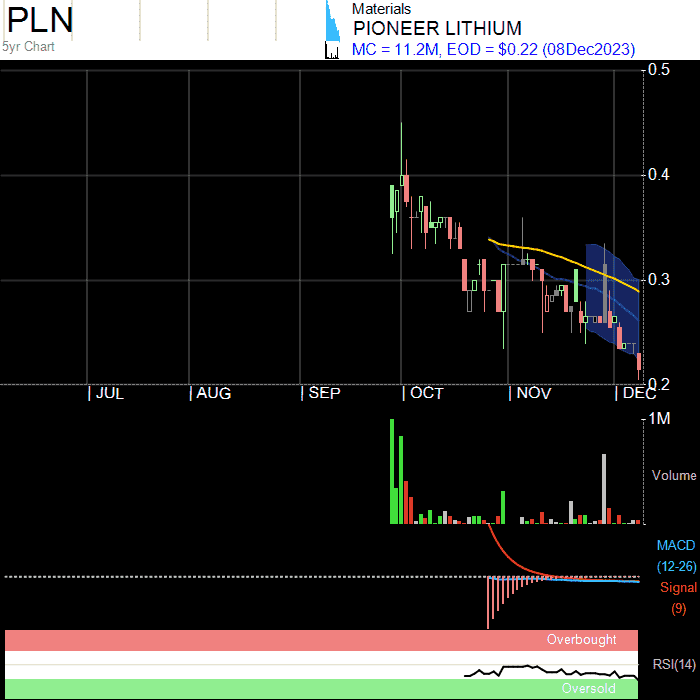 PLN
5yr Chart
Materials
PIONEER LITHIUM
MC = 11.2M, EOD = $0.22 (08Dec2023)
0.5
0.4
0.3
0.2
JUL AUG SEP OCT NOV DEC
1M
Volume
MACD
(12-26)
Signal
(9)
Overbought
RSI(14)
Oversold